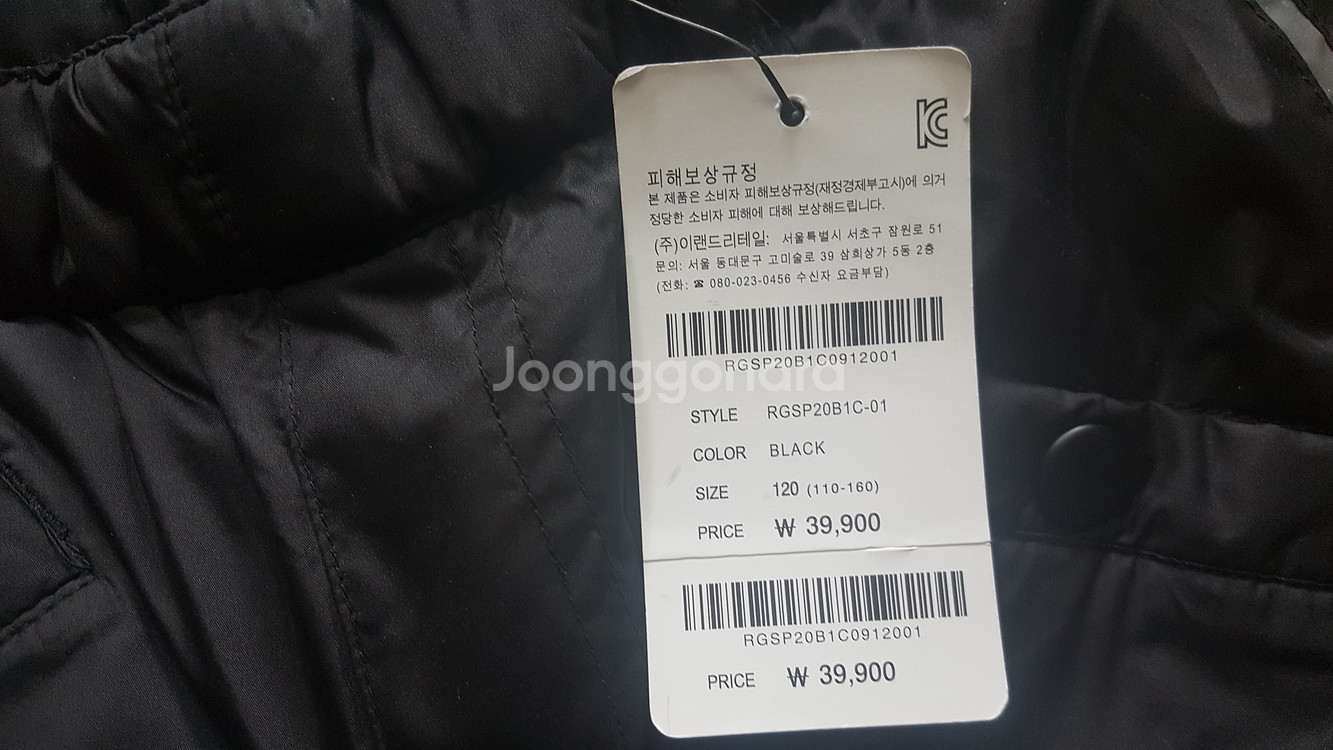 피해보상규정
본 제품은 소비자 피해보상규정(재정경제부고시)에 의거
정당한 소비자 피해에 대해 보상해드립니다.
(주)이랜드리테일: 서울특별시 서초구 잠원로 51
문의: 서울 동대문구 고미술로 39 삼희상가 5동 2층
(전화: ☎ 080-023-0456 수신자 요금부담)
RGSP20B1C0912001
Joonggonara
STYLE RGSP20B1C-01
COLOR BLACK
SIZE 120 (110-160)
PRICE ₩ 39,900
RGSP20B1C0912001
PRICE ₩ 39,900